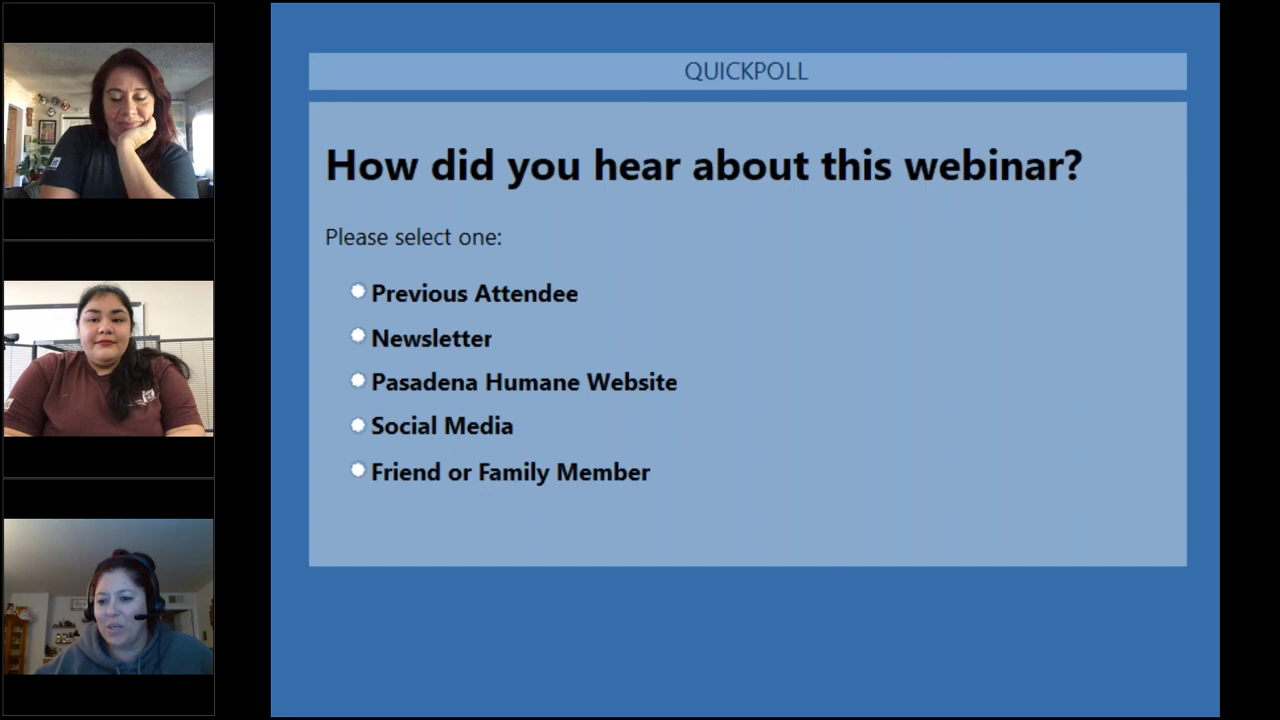 QUICKPOLL
How did you hear about this webinar?
Please select one:
Previous Attendee
Newsletter
Pasadena Humane Website
Social Media
Friend or Family Member